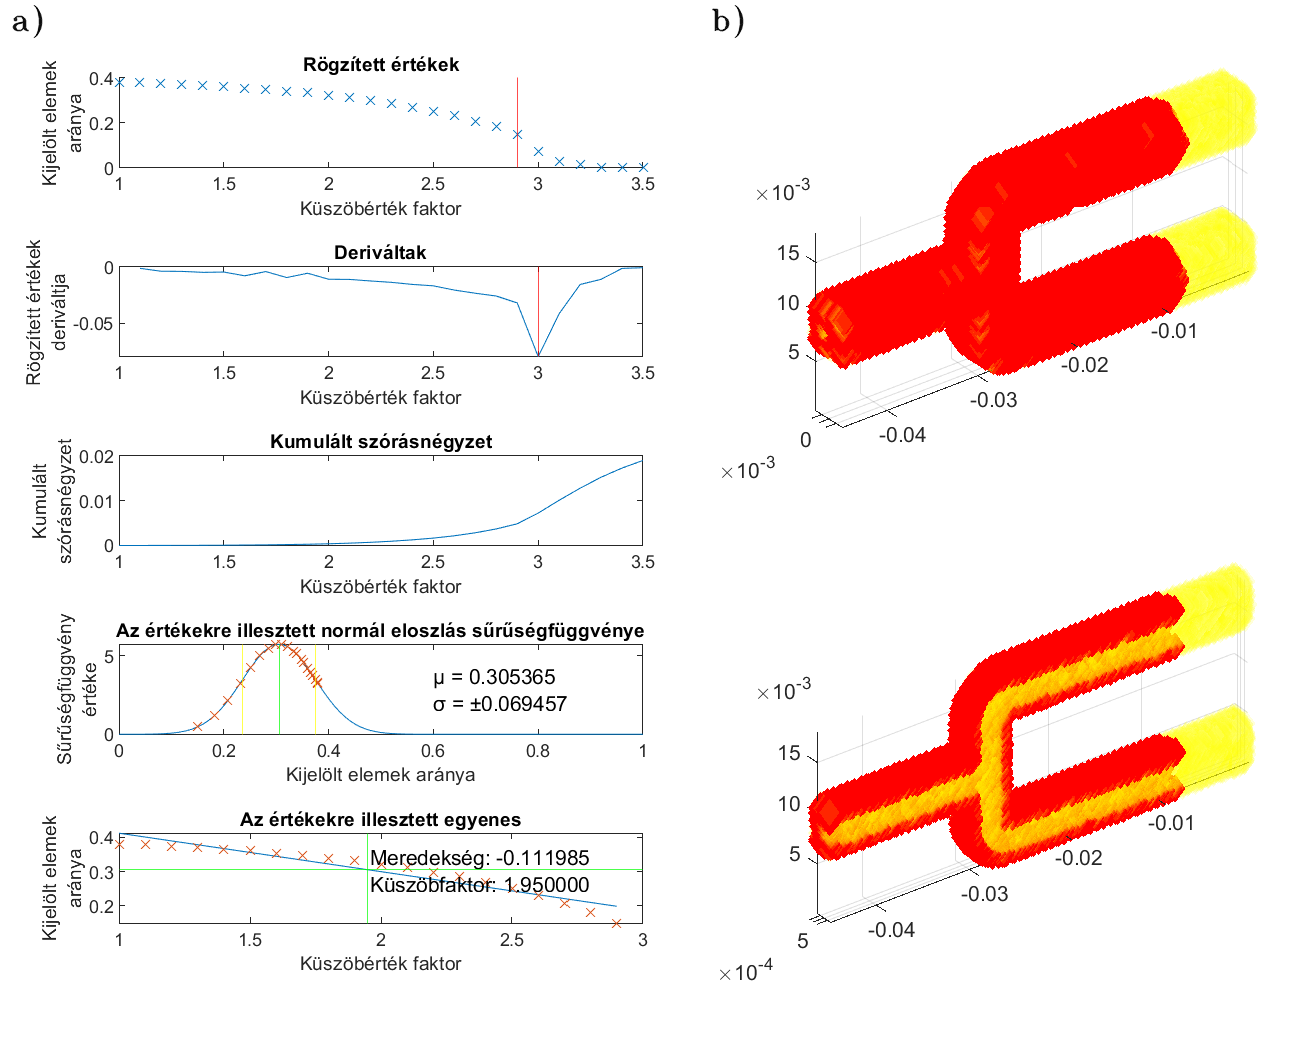 a)
Rögzített értékek
Kijelölt elemek
aránya
0.4
0.2
0
1
1.5
2
2.5
3
3.5
Küszöbérték faktor
Deriváltak
Rögzített értékek
deriváltja
0
-0.05
1
1.5
2
2.5
3
3.5
Küszöbérték faktor
Kumulált szórásnégyzet
Kumulált
szórásnégyzet
0.02
0.01
0
1
1.5
2
2.5
3
3.5
Küszöbérték faktor
Az értékekre illesztett normál eloszlás sűrűségfüggvénye
Sűrűségfüggvény
értéke
5
0
μ = 0.305365
σ = ±0.069457
0
0.2
0.4
0.6
0.8
1
Kijelölt elemek aránya
Az értékekre illesztett egyenes
Kijelölt elemek
aránya
0.4
0.3
0.2
Meredekség: -0.111985
Küszöbfaktor: 1.950000
1
1.5
2
2.5
3
Küszöbérték faktor
b)
×10-3
15
10
5
0
-0.04
-0.03
-0.02
-0.01
×10-3
×10-3
15
10
5
5
-0.04
-0.03
-0.02
-0.01
×10-4